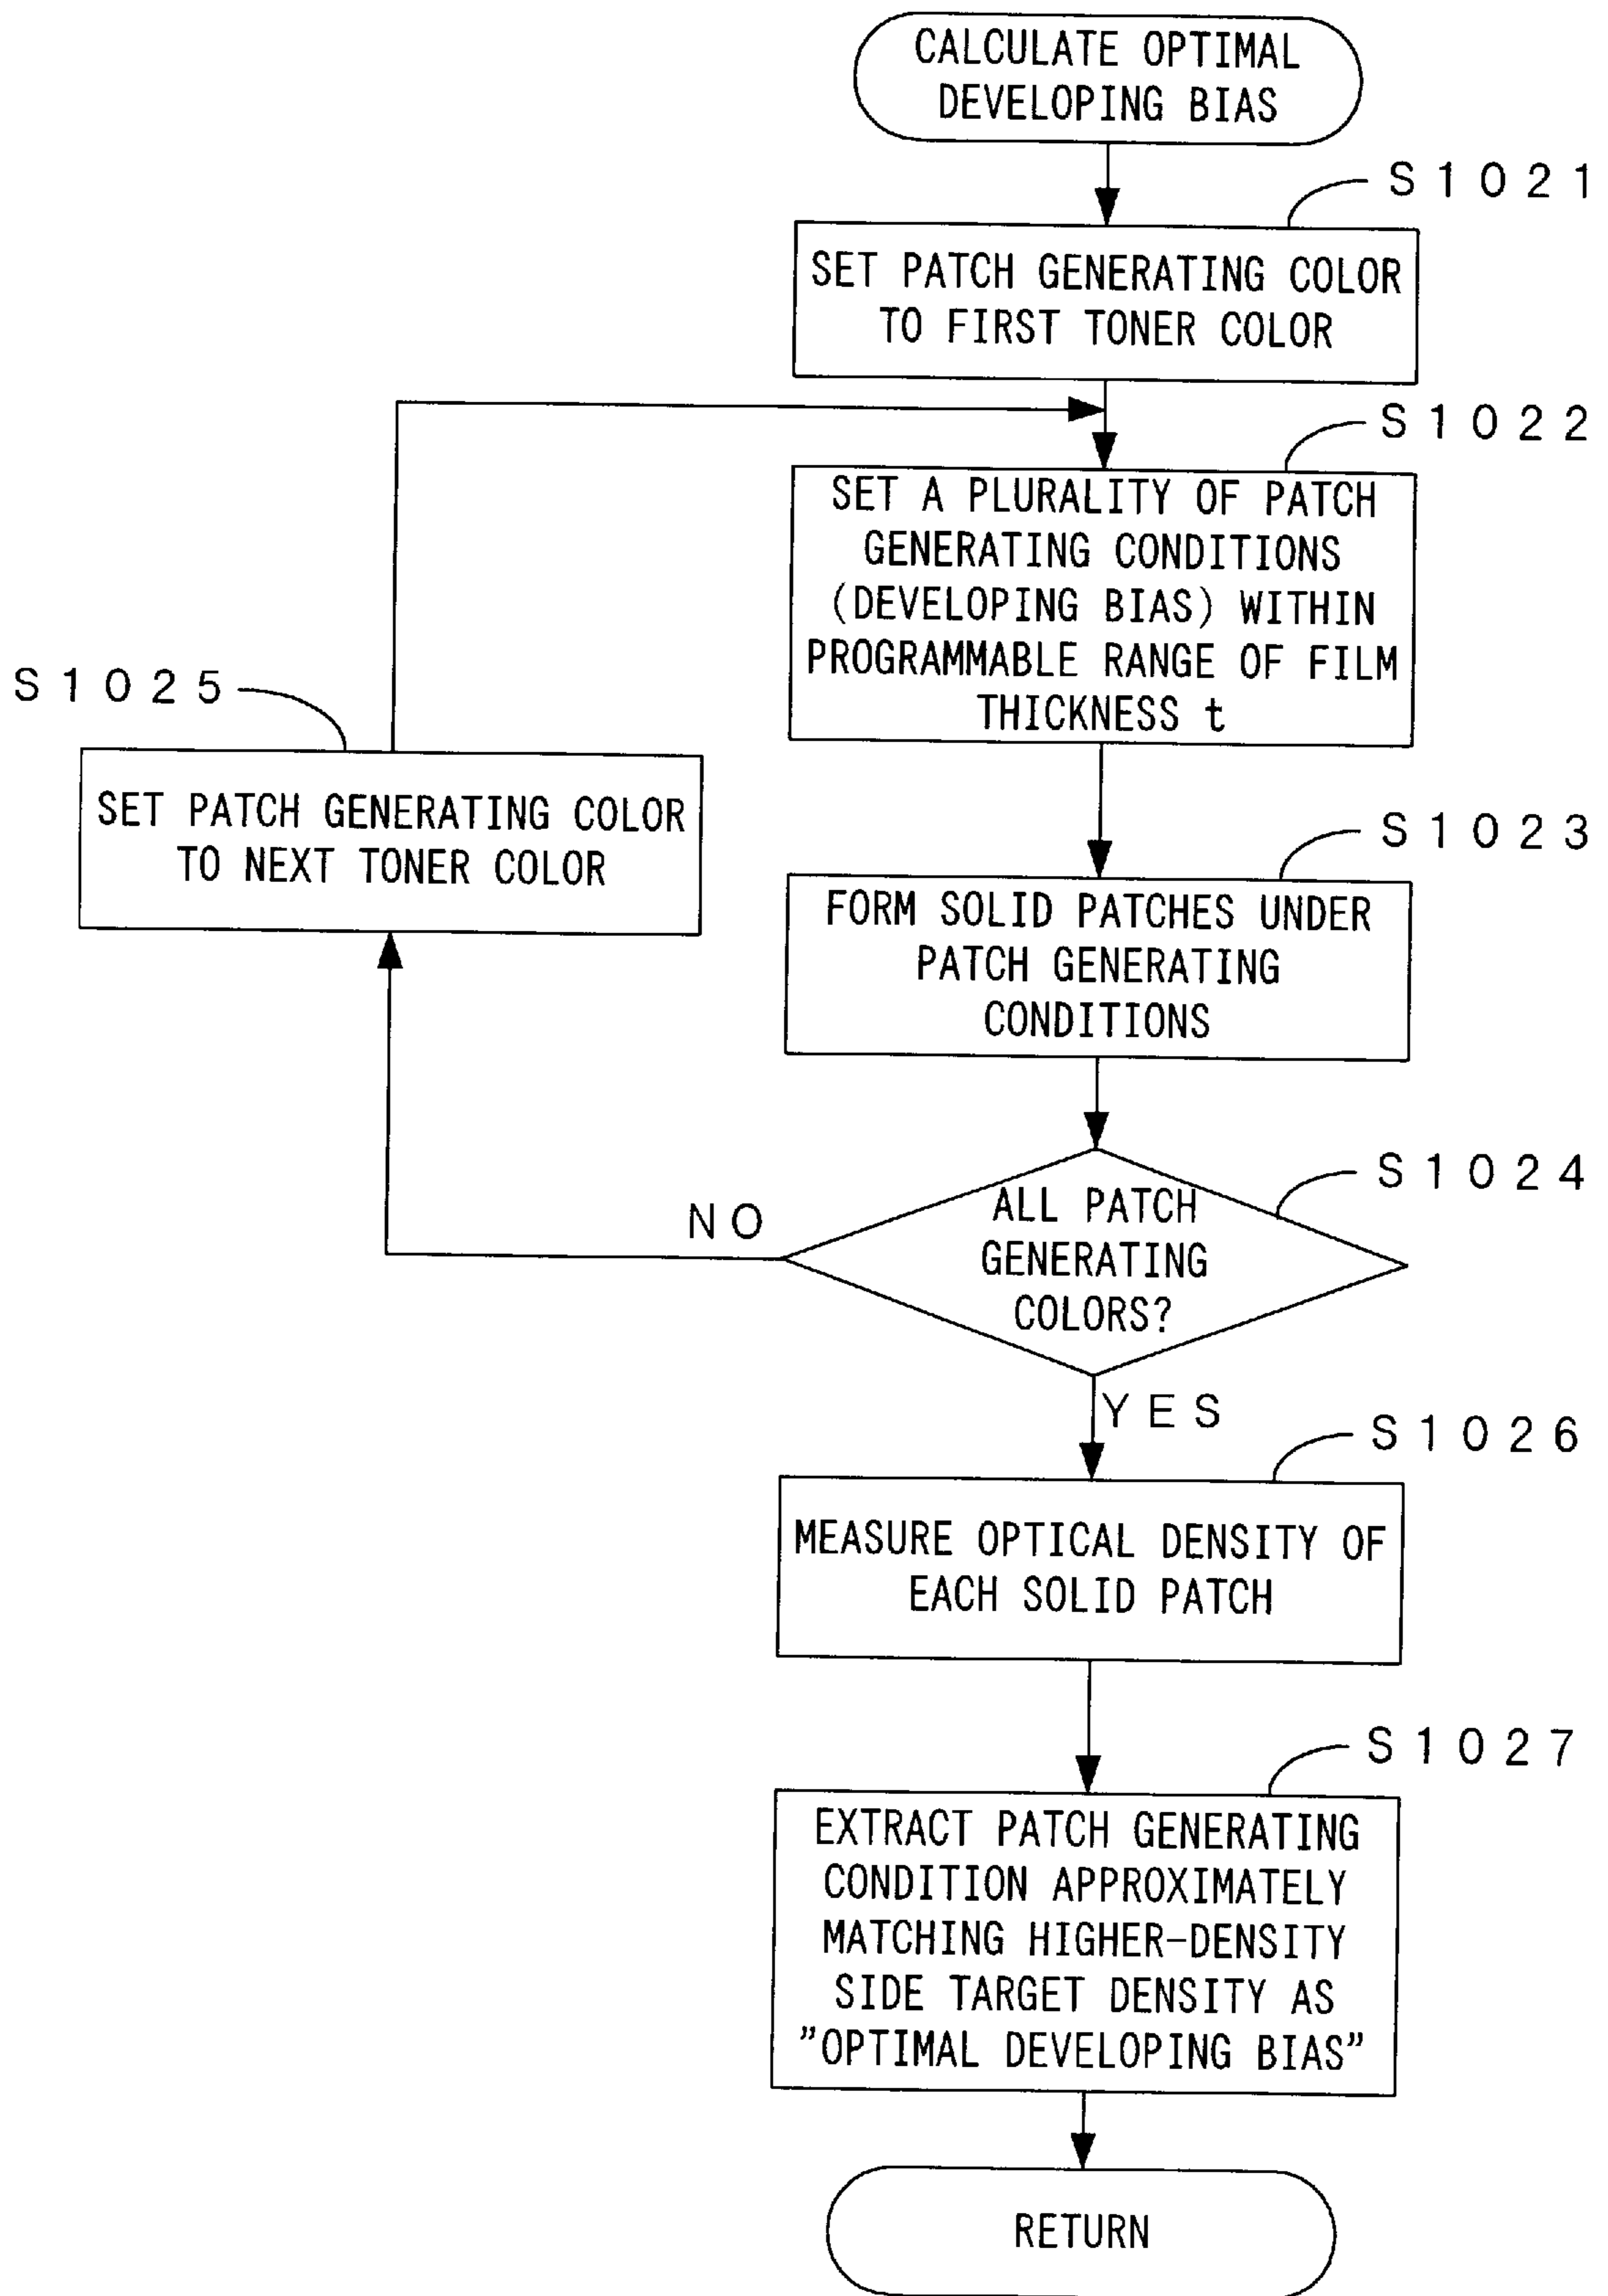 CALCULATE OPTIMAL
DEVELOPING BIAS
S1021
SET PATCH GENERATING COLOR
TO FIRST TONER COLOR
S1022
SET A PLURALITY OF PATCH
GENERATING CONDITIONS
(DEVELOPING BIAS) WITHIN
PROGRAMMABLE RANGE OF FILM
THICKNESS t
S1025
SET PATCH GENERATING COLOR
TO NEXT TONER COLOR
S1023
FORM SOLID PATCHES UNDER
PATCH GENERATING
CONDITIONS
S1024
ALL PATCH
GENERATING
COLORS?
NO
YES
S1026
MEASURE OPTICAL DENSITY OF
EACH SOLID PATCH
S1027
EXTRACT PATCH GENERATING
CONDITION APPROXIMATELY
MATCHING HIGHER-DENSITY
SIDE TARGET DENSITY AS
”OPTIMAL DEVELOPING BIAS”
RETURN